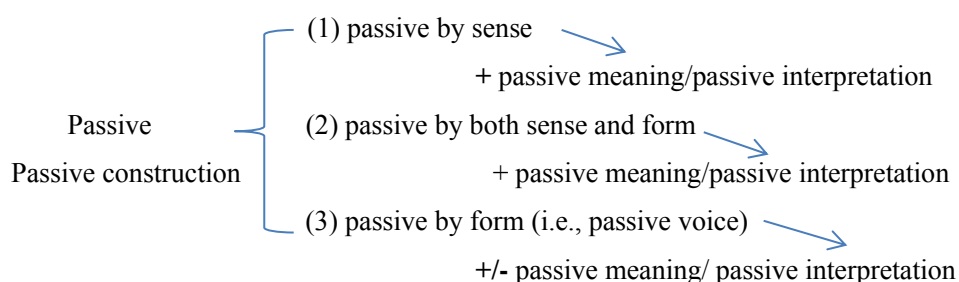 (1) passive by sense
+ passive meaning/passive interpretation
Passive (2) passive by both sense and form
Passive construction + passive meaning/passive interpretation
(3) passive by form (i.e., passive voice)
+/- passive meaning/ passive interpretation